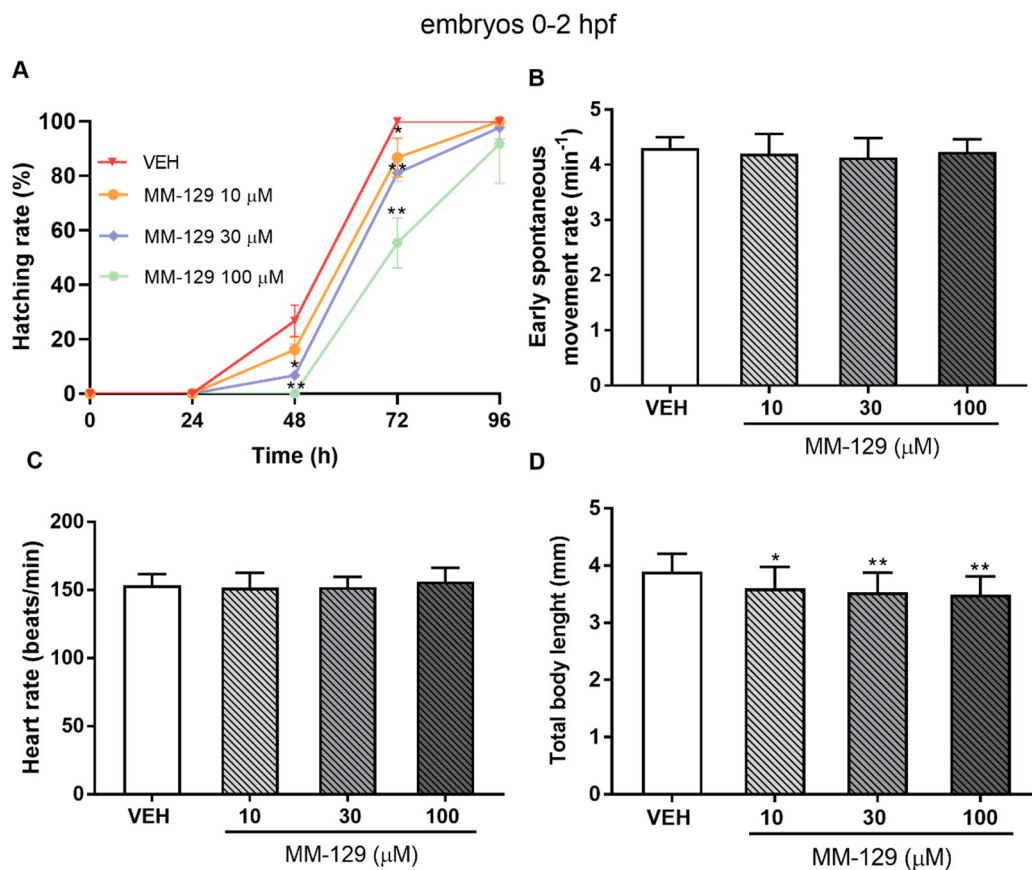 embryos 0-2 hpf
A
Hatching rate (%)
100
80
60
40
20
0
VEH
MM-129 10 μM
MM-129 30 μM
MM-129 100 μM
*
**
**
*
**
0 24 48 72 96
Time (h)
B
Early spontaneous
movement rate (min-1)
5
4
3
2
1
0
VEH 10 30 100
MM-129 (μM)
C
Heart rate (beats/min)
200
150
100
50
0
VEH 10 30 100
MM-129 (μM)
D
Total body lenght (mm)
5
4
3
2
1
0
* ** **
VEH 10 30 100
MM-129 (μM)